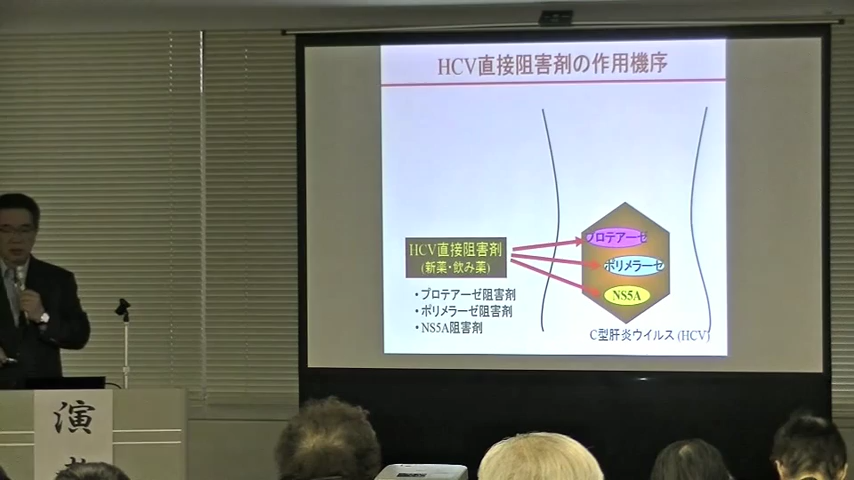 HCV直接阻害剤の作用機序
HCV直接阻害剤
(新薬・飲み薬)
・プロテアーゼ阻害剤
・ポリメラーゼ阻害剤
・NS5A阻害剤
プロテアーゼ
ポリメラーゼ
NS5A
C型肝炎ウイルス (HCV)
演